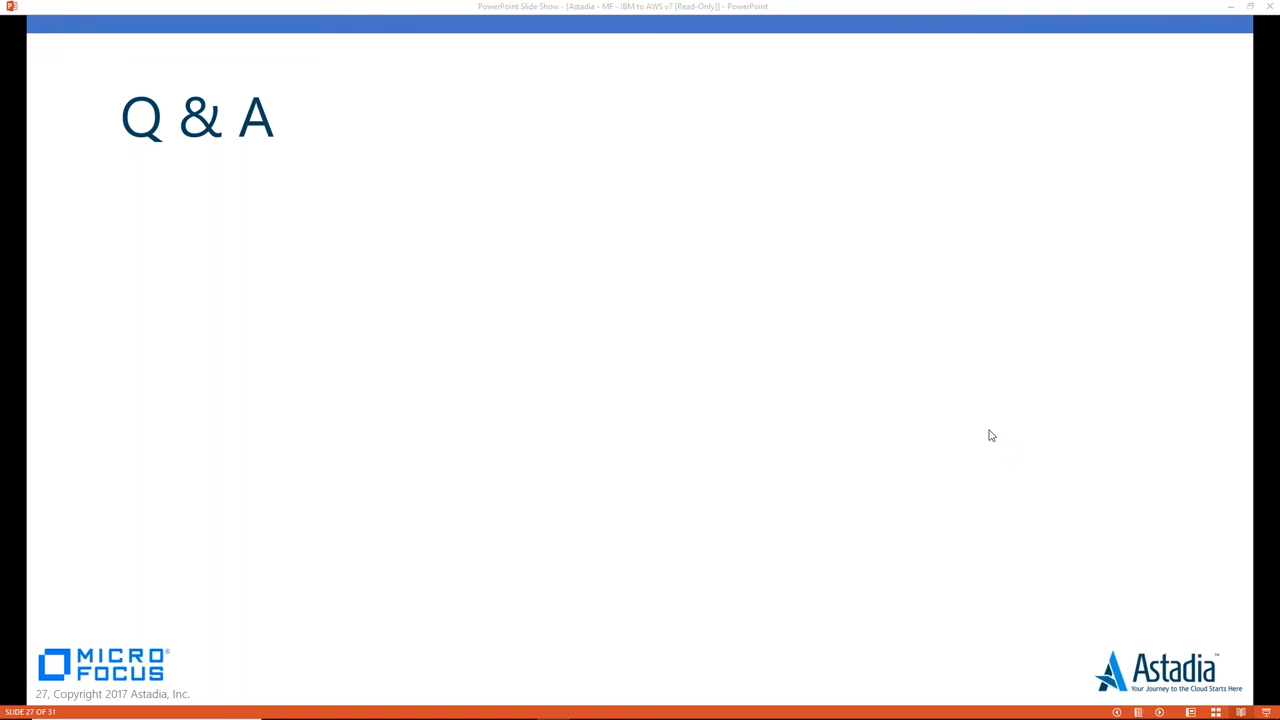 PowerPoint Slide Show - [Astadia - MF - IBM to AWS v7 [Read-Only]] - PowerPoint
Q & A
MICRO
FOCUS®
27, Copyright 2017 Astadia, Inc.
Astadia™
Your Journey to the Cloud Starts Here
SLIDE 27 OF 31